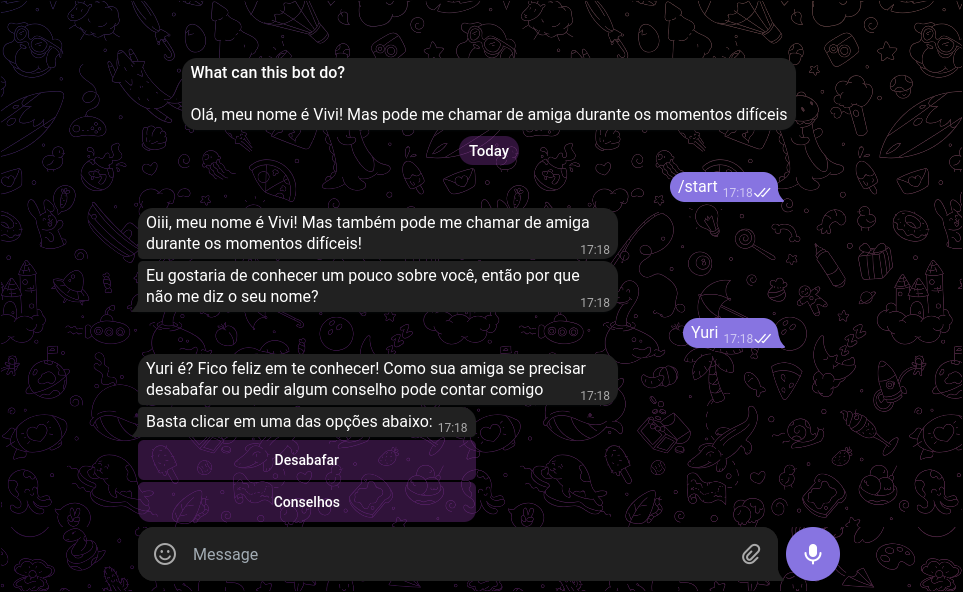 What can this bot do?
Olá, meu nome é Vivi! Mas pode me chamar de amiga durante os momentos difíceis
Today
/start 17:18
Oiii, meu nome é Vivi! Mas também pode me chamar de amiga
durante os momentos difíceis!
17:18
Eu gostaria de conhecer um pouco sobre você, então por que
não me diz o seu nome?
17:18
Yuri 17:18
Yuri é? Fico feliz em te conhecer! Como sua amiga se precisar
desabafar ou pedir algum conselho pode contar comigo
17:18
Basta clicar em uma das opções abaixo: 17:18
Desabafar
Conselhos
Message